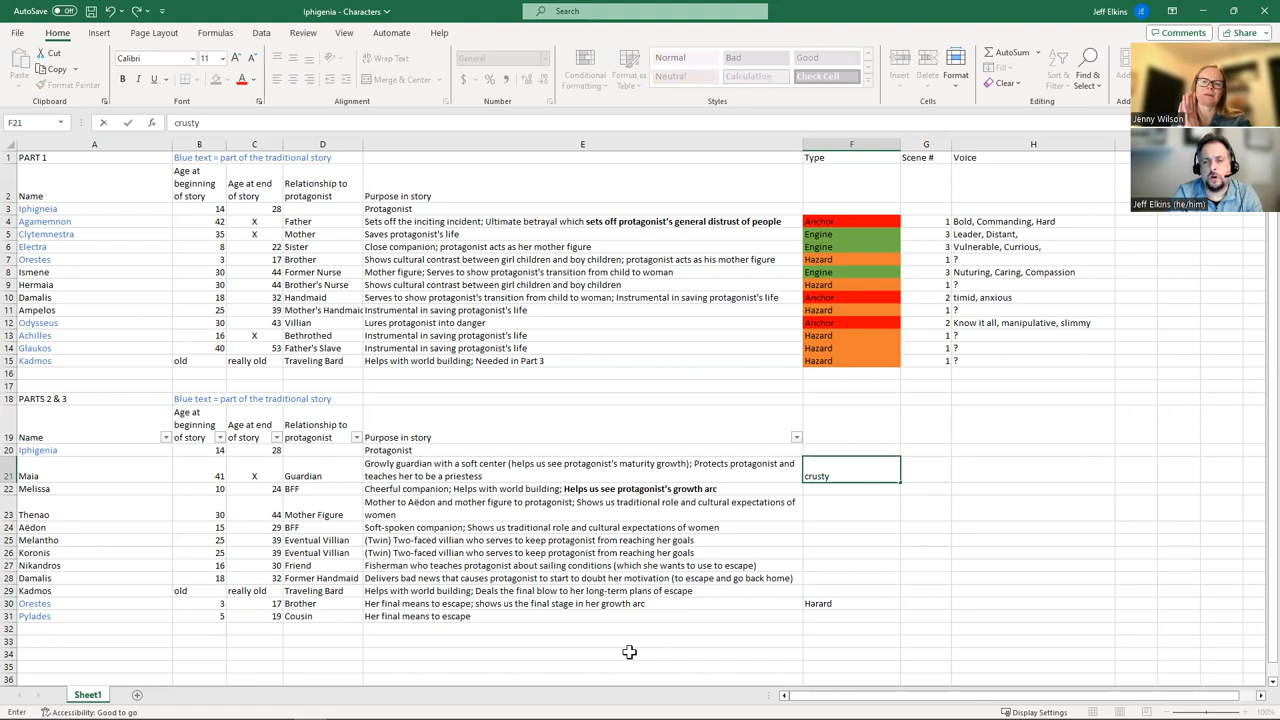 AutoSave Off Iphigenia - Characters Search Jeff Elkins JE
File Home Insert Page Layout Formulas Data Review View Automate Help Comments Share
Paste Cut Copy Format Painter Calibri 11 Wrap Text Merge & Center General Conditional Formatting Format as Table Normal Bad Good Neutral Calculation Check Cell Insert Delete Format AutoSum Fill Clear Sort & Filter Find & Select
Clipboard Font Alignment Number Styles Cells Editing
Jenny Wilson
Jeff Elkins (he/him)
F21 fx crusty
A B C D E F G H I J K L
1 PART 1 Blue text = part of the traditional story Type Scene # Voice
2 Name Age at beginning of story Age at end of story Relationship to protagonist Purpose in story
3 Iphigneia 14 28 Protagonist
4 Agamemnon 42 X Father Sets off the inciting incident; Ultimate betrayal which sets off protagonist's general distrust of people Anchor 1 Bold, Commanding, Hard
5 Clytemnestra 35 X Mother Saves protagonist's life Engine 3 Leader, Distant,
6 Electra 8 22 Sister Close companion; protagonist acts as her mother figure Engine 3 Vulnerable, Currious,
7 Orestes 3 17 Brother Shows cultural contrast between girl children and boy children; protagonist acts as his mother figure Hazard 1 ?
8 Ismene 30 44 Former Nurse Mother figure; Serves to show protagonist's transition from child to woman Engine 3 Nuturing, Caring, Compassion
9 Hermaia 30 44 Brother's Nurse Shows cultural contrast between girl children and boy children Hazard 1 ?
10 Damalis 18 32 Handmaid Serves to show protagonist's transition from child to woman; Instrumental in saving protagonist's life Anchor 2 timid, anxious
11 Ampelos 25 39 Mother's Handmaid Instrumental in saving protagonist's life Hazard 1 ?
12 Odysseus 30 43 Villian Lures protagonist into danger Anchor 2 Know it all, manipulative, slimmy
13 Achilles 16 X Bethrothed Instrumental in saving protagonist's life Hazard 1 ?
14 Glaukos 40 53 Father's Slave Instrumental in saving protagonist's life Hazard 1 ?
15 Kadmos old really old Traveling Bard Helps with world building; Needed in Part 3 Hazard 1 ?
16
17
18 PARTS 2 & 3 Blue text = part of the traditional story
19 Name Age at beginning of story Age at end of story Relationship to protagonist Purpose in story
20 Iphigenia 14 28 Protagonist
21 Maia 41 X Guardian Growly guardian with a soft center (helps us see protagonist's maturity growth); Protects protagonist and teaches her to be a priestess crusty
22 Melissa 10 24 BFF Cheerful companion; Helps with world building; Helps us see protagonist's growth arc
23 Thenao 30 44 Mother Figure Mother to Aëdon and mother figure to protagonist; Shows us traditional role and cultural expectations of women
24 Aëdon 15 29 BFF Soft-spoken companion; Shows us traditional role and cultural expectations of women
25 Melantho 25 39 Eventual Villian (Twin) Two-faced villian who serves to keep protagonist from reaching her goals
26 Koronis 25 39 Eventual Villian (Twin) Two-faced villian who serves to keep protagonist from reaching her goals
27 Nikandros 16 30 Friend Fisherman who teaches protagonist about sailing conditions (which she wants to use to escape)
28 Damalis 18 32 Former Handmaid Delivers bad news that causes protagonist to start to doubt her motivation (to escape and go back home)
29 Kadmos old really old Traveling Bard Helps with world building; Deals the final blow to her long-term plans of escape
30 Orestes 3 17 Brother Her final means to escape; shows us the final stage in her growth arc Harard
31 Pylades 5 19 Cousin Her final means to escape
32
33
34
35
36
Sheet1
Enter Accessibility: Good to go Display Settings 100%